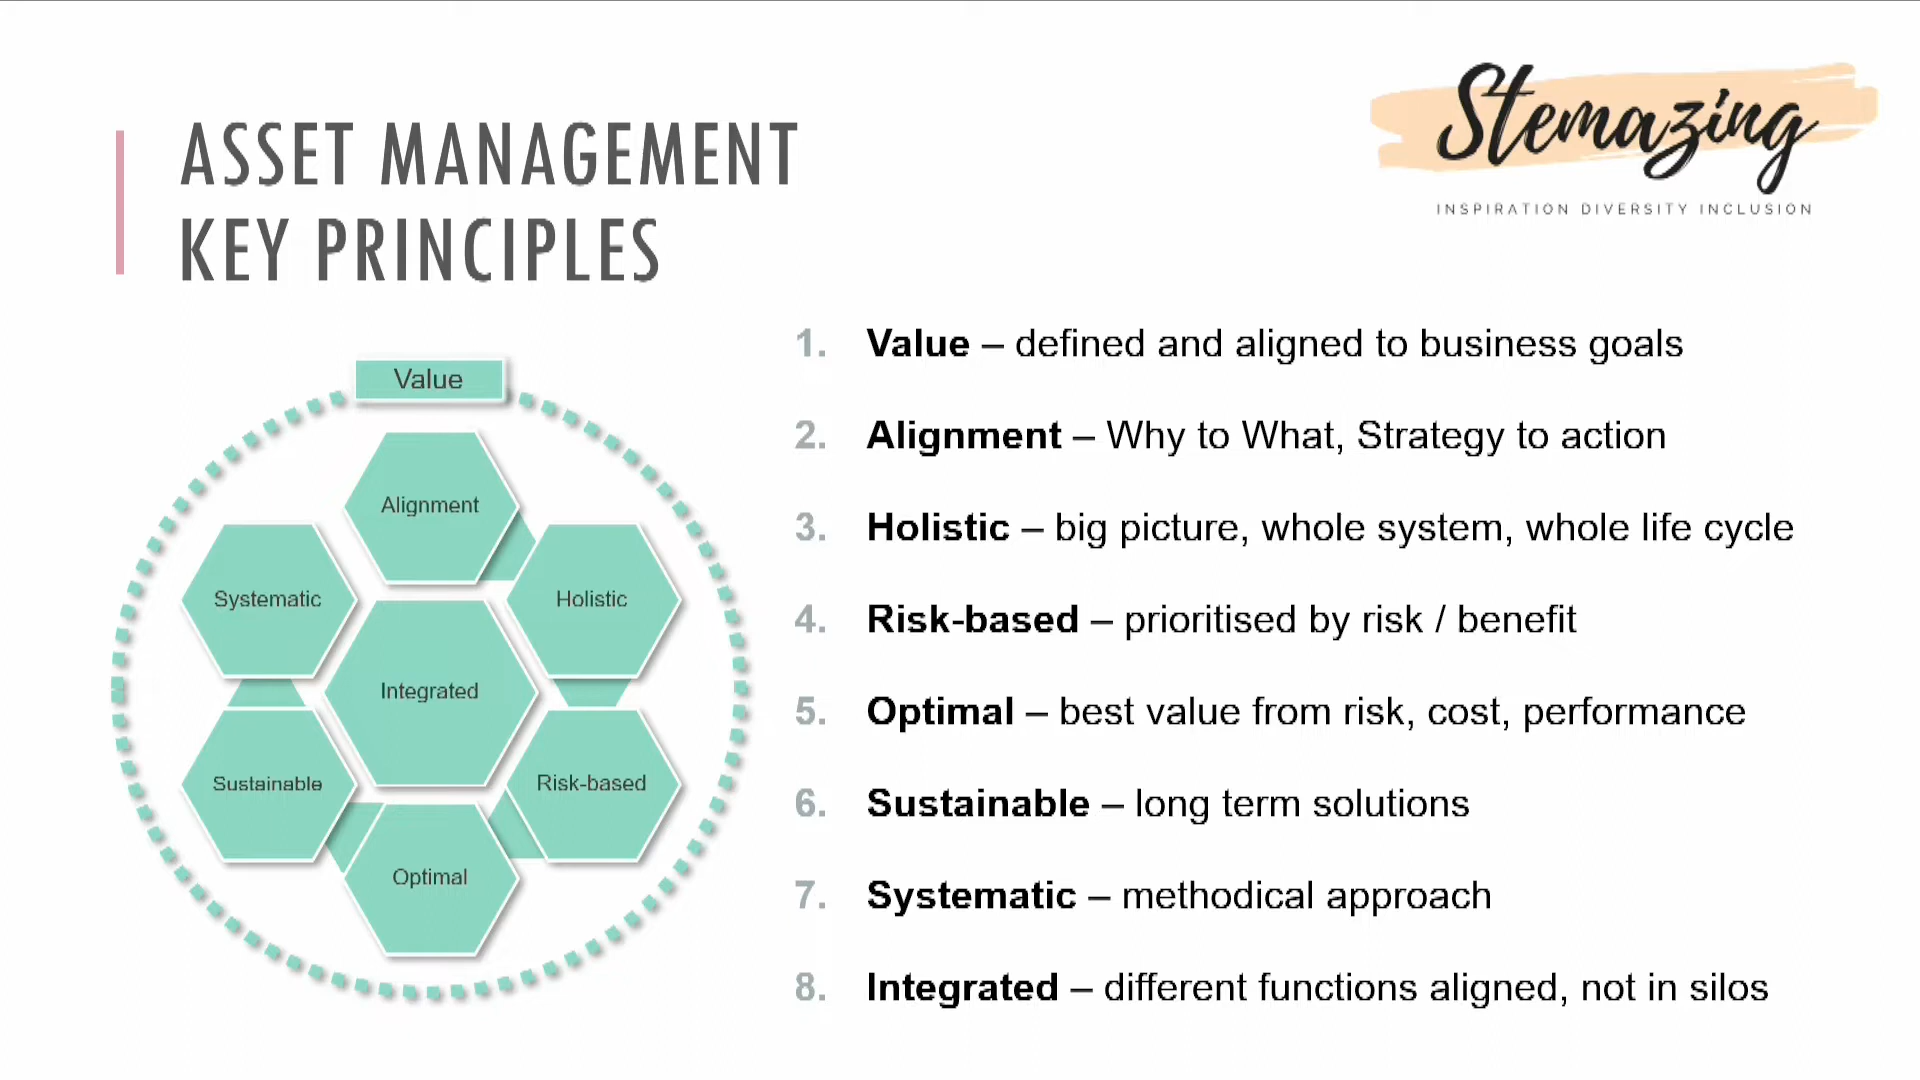 Stemazing
INSPIRATION DIVERSITY INCLUSION
ASSET MANAGEMENT
KEY PRINCIPLES
Value
Alignment
Systematic
Holistic
Integrated
Sustainable
Risk-based
Optimal
1. Value – defined and aligned to business goals
2. Alignment – Why to What, Strategy to action
3. Holistic – big picture, whole system, whole life cycle
4. Risk-based – prioritised by risk / benefit
5. Optimal – best value from risk, cost, performance
6. Sustainable – long term solutions
7. Systematic – methodical approach
8. Integrated – different functions aligned, not in silos